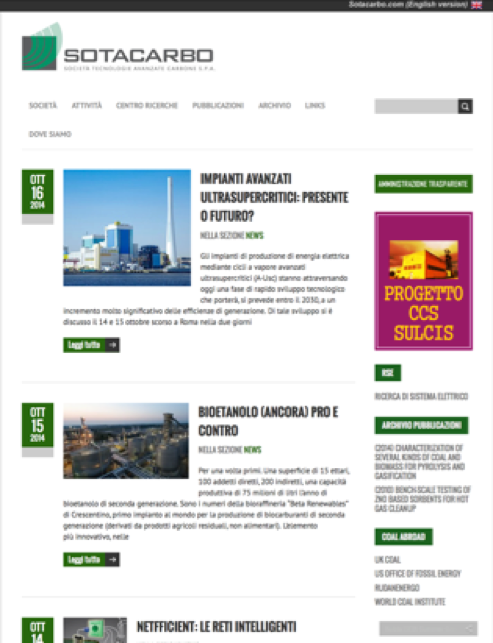 Sotacarbo.com (English version)
SOTACARBO
SOCIETÀ TECNOLOGIE AVANZATE CARBONE S.P.A.
SOCIETÀ ATTIVITÀ CENTRO RICERCHE PUBBLICAZIONI ARCHIVIO LINKS
DOVE SIAMO
OTT
16
2014
IMPIANTI AVANZATI
ULTRASUPERCRITICI: PRESENTE
O FUTURO?
NELLA SEZIONE NEWS
Gli impianti di produzione di energia elettrica
mediante cicli a vapore avanzati
ultrasupercritici (A-Usc) stanno attraversando
oggi una fase di rapido sviluppo tecnologico
che porterà, si prevede entro il 2030, a un
incremento molto significativo delle efficienze di generazione. Di tale sviluppo si è
discusso il 14 e 15 ottobre scorso a Roma nella due giorni
Leggi tutto
OTT
15
2014
BIOETANOLO (ANCORA) PRO E
CONTRO
NELLA SEZIONE NEWS
Per una volta primi. Una superficie di 15 ettari,
100 addetti diretti, 200 indiretti, una capacità
produttiva di 75 milioni di litri l'anno di
bioetanolo di seconda generazione. Sono i numeri della bioraffineria "Beta Renewables"
di Crescentino, primo impianto al mondo per la produzione di biocarburanti di seconda
generazione (derivati da prodotti agricoli residuali, non alimentari). L'elemento
più innovativo, nelle
Leggi tutto
OTT
14
NETFFICIENT: LE RETI INTELLIGENTI
AMMINISTRAZIONE TRASPARENTE
PROGETTO
CCS
SULCIS
RSE
RICERCA DI SISTEMA ELETTRICO
ARCHIVIO PUBBLICAZIONI
(2014) CHARACTERIZATION OF
SEVERAL KINDS OF COAL AND
BIOMASS FOR PYROLYSIS AND
GASIFICATION
(2010) BENCH-SCALE TESTING OF
ZNO BASED SORBENTS FOR HOT
GAS CLEANUP
COAL ABROAD
UK COAL
US OFFICE OF FOSSIL ENERGY
RUDANENERGO
WORLD COAL INSTITUTE